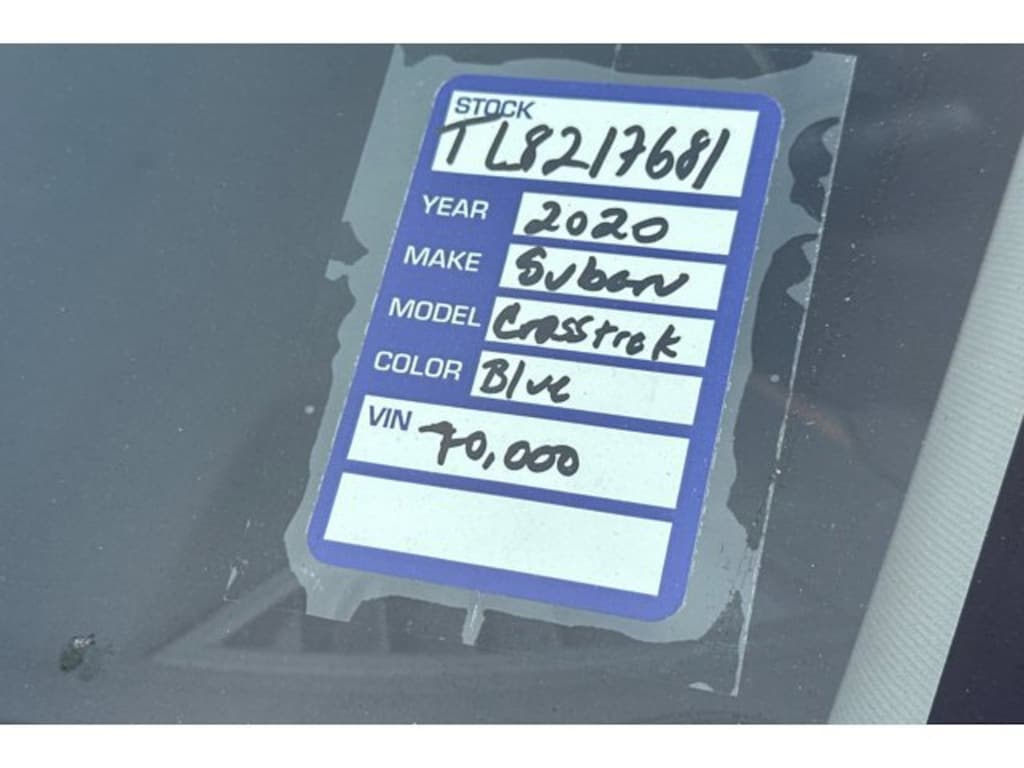 STOCK
TL8217681
YEAR 2020
MAKE Subaru
MODEL Crosstrek
COLOR Blue
VIN 70,000